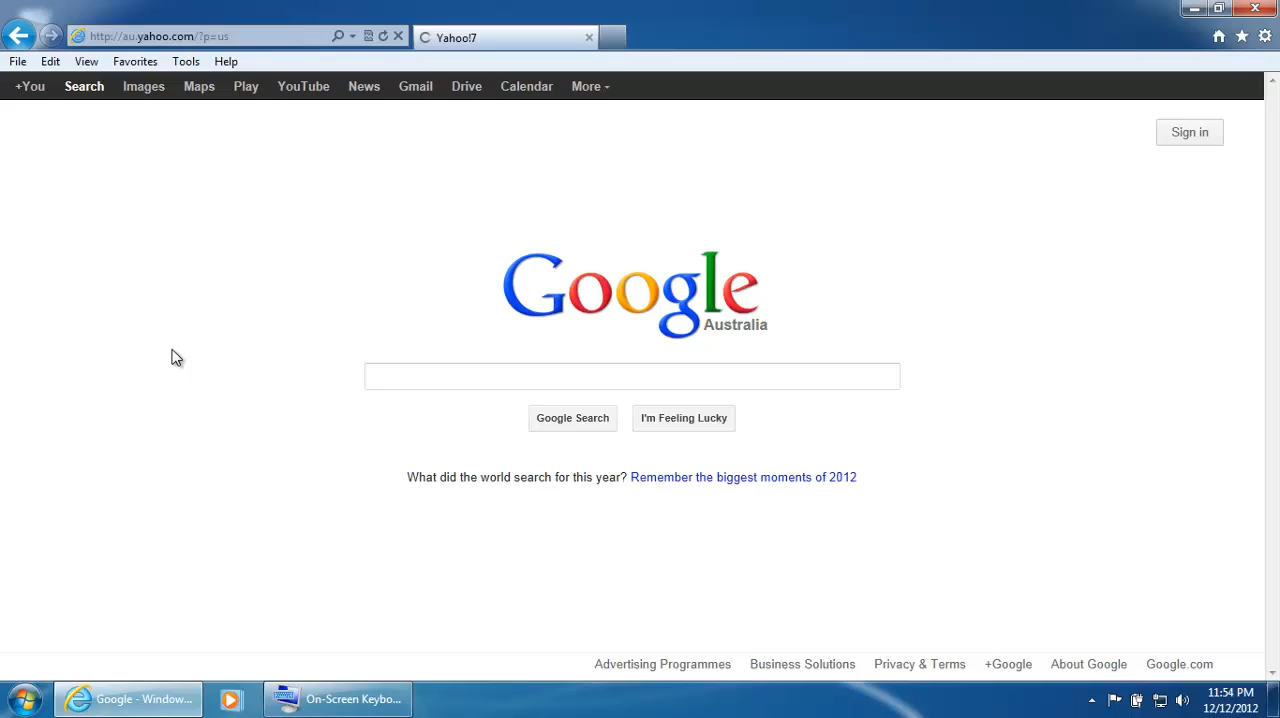 http://au.yahoo.com/?p=us
Yahoo!7
File Edit View Favorites Tools Help
+You Search Images Maps Play YouTube News Gmail Drive Calendar More
Sign in
Google
Australia
Google Search I'm Feeling Lucky
What did the world search for this year? Remember the biggest moments of 2012
Advertising Programmes Business Solutions Privacy & Terms +Google About Google Google.com
Google - Window... On-Screen Keybo... 11:54 PM
12/12/2012